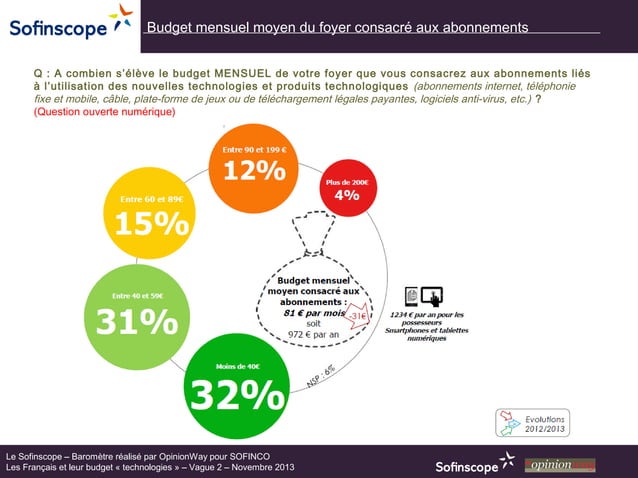 Sofinscope
Budget mensuel moyen du foyer consacré aux abonnements
Q : A combien s'élève le budget MENSUEL de votre foyer que vous consacrez aux abonnements liés
à l'utilisation des nouvelles technologies et produits technologiques (abonnements internet, téléphonie
fixe et mobile, câble, plate-forme de jeux ou de téléchargement légales payantes, logiciels anti-virus, etc.) ?
(Question ouverte numérique)
Entre 90 et 199 €
12%
Plus de 200€
4%
Entre 60 et 89€
15%
Entre 40 et 59€
31%
Moins de 40€
32%
Budget mensuel
moyen consacré aux
abonnements :
81 € par mois
-31€
soit
972 € par an
NSP : 6%
1234 € par an pour les
possesseurs
Smartphones et tablettes
numériques
Evolutions
2012/2013
Le Sofinscope – Baromètre réalisé par OpinionWay pour SOFINCO
Les Français et leur budget « technologies » – Vague 2 – Novembre 2013
Sofinscope
opinionway